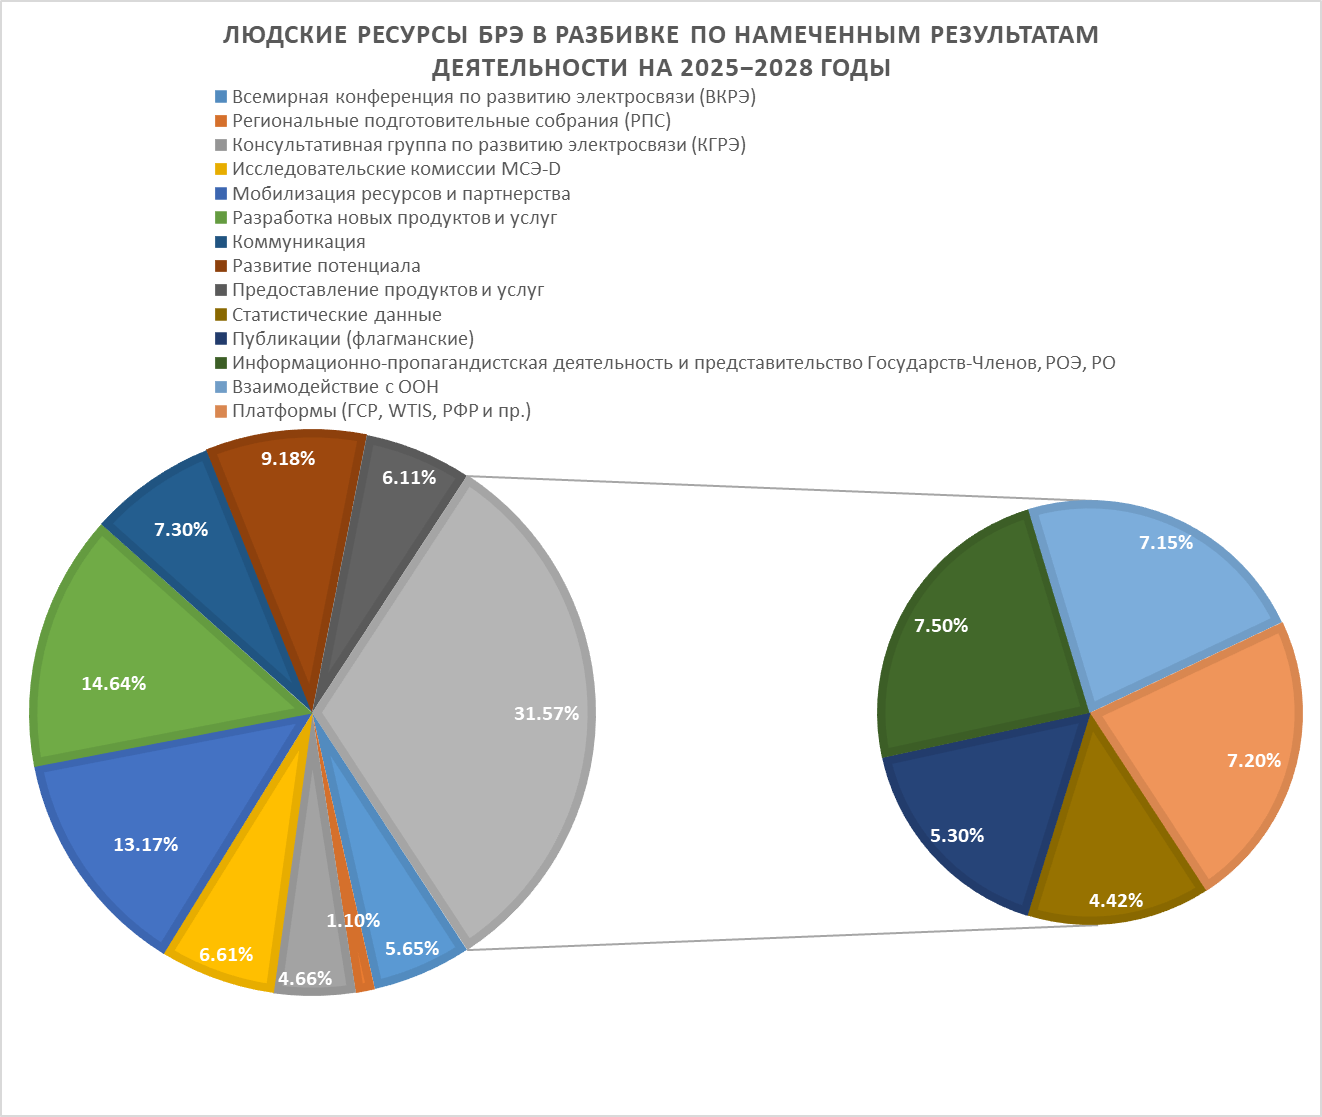 ЛЮДСКИЕ РЕСУРСЫ БРЭ В РАЗБИВКЕ ПО НАМЕЧЕННЫМ РЕЗУЛЬТАТАМ
ДЕЯТЕЛЬНОСТИ НА 2025–2028 ГОДЫ
Всемирная конференция по развитию электросвязи (ВКРЭ)
Региональные подготовительные собрания (РПС)
Консультативная группа по развитию электросвязи (КГРЭ)
Исследовательские комиссии МСЭ-D
Мобилизация ресурсов и партнерства
Разработка новых продуктов и услуг
Коммуникация
Развитие потенциала
Предоставление продуктов и услуг
Статистические данные
Публикации (флагманские)
Информационно-пропагандистская деятельность и представительство Государств-Членов, РОЭ, РО
Взаимодействие с ООН
Платформы (ГСР, WTIS, РФР и пр.)
9.18%
6.11%
7.30%
14.64%
31.57%
13.17%
1.10%
5.65%
6.61%
4.66%
7.15%
7.50%
7.20%
5.30%
4.42%